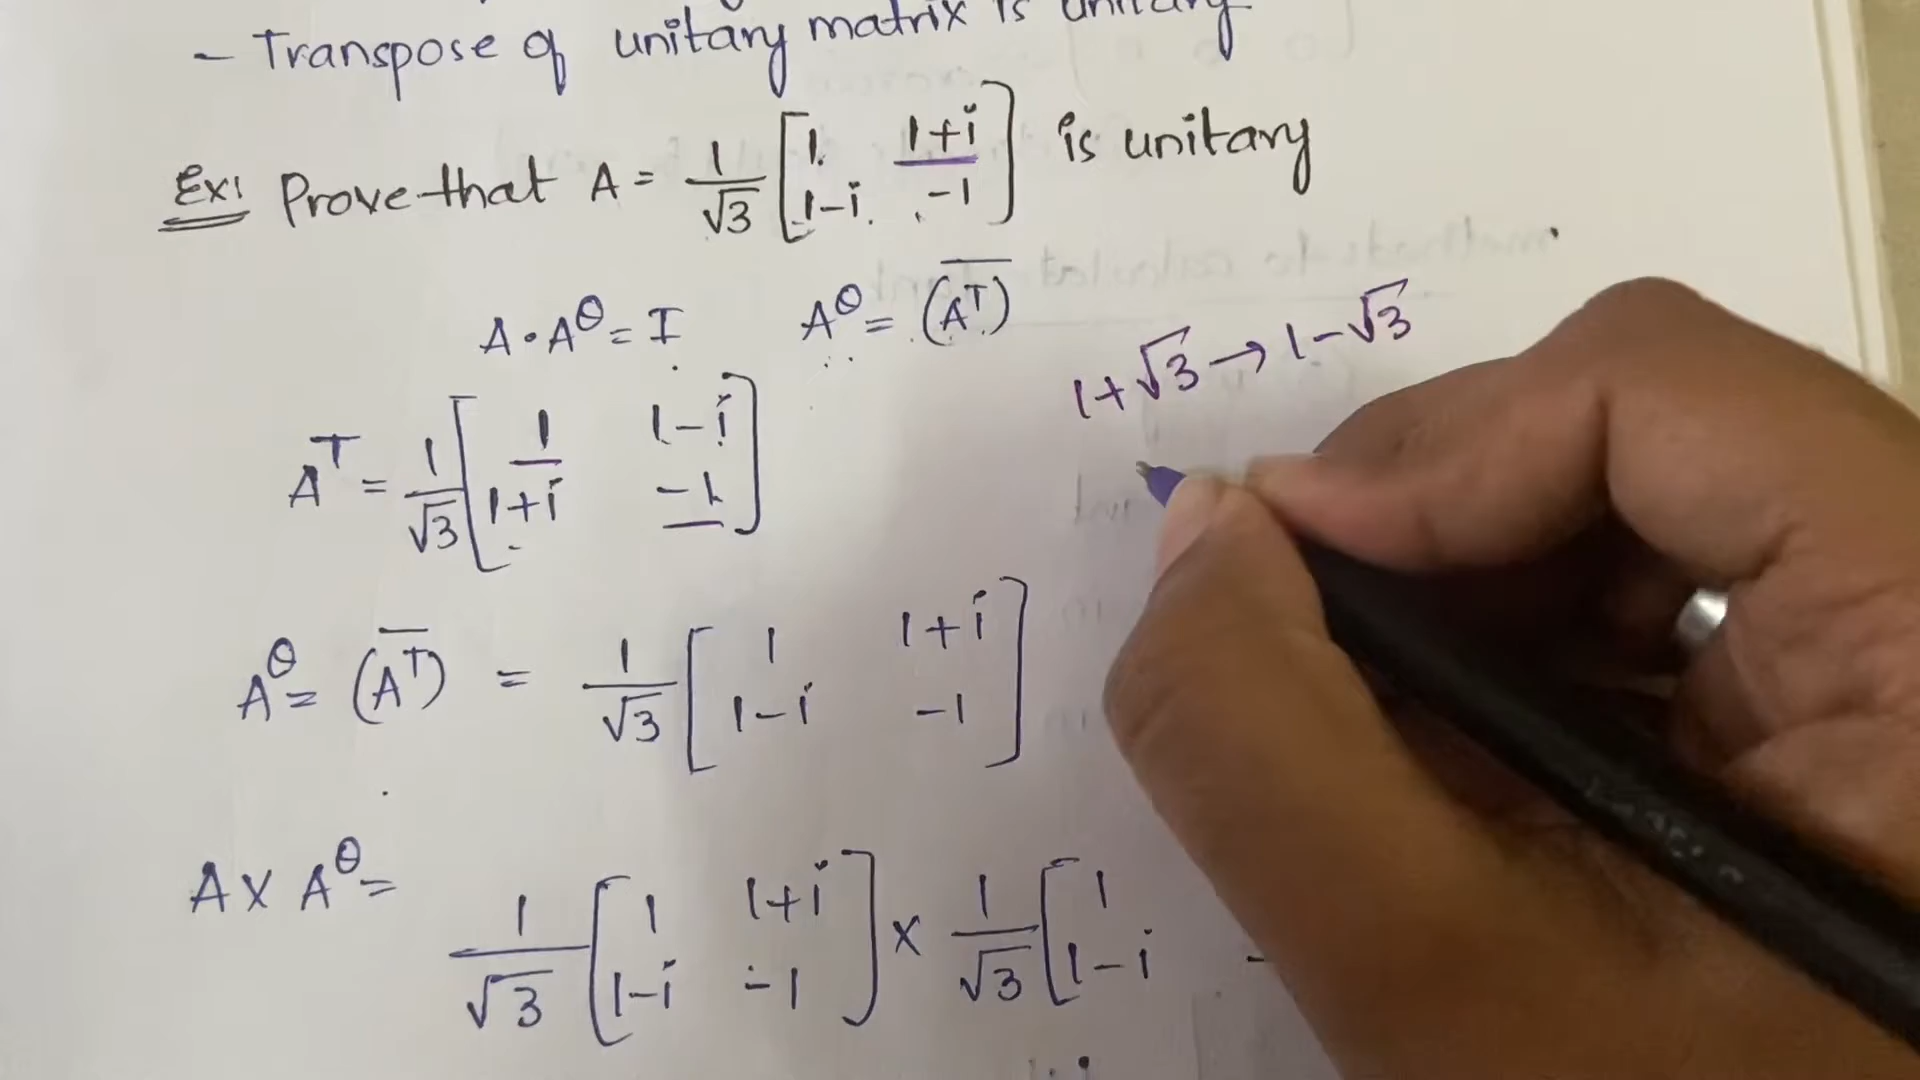 - Transpose of unitary matrix is unitary
Ex: Prove that A = 1/√3 [1 1+i; 1-i -1] is unitary
A · A^θ = I A^θ = (A^T)‾
1+√3 → 1-√3
A^T = 1/√3 [1 1-i; 1+i -1]
A^θ = (A^T)‾ = 1/√3 [1 1+i; 1-i -1]
A × A^θ = 1/√3 [1 1+i; 1-i -1] × 1/√3 [1; 1-i -